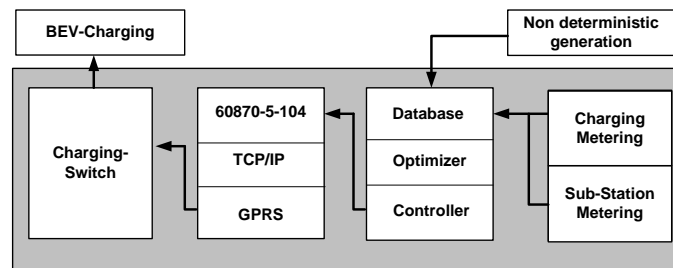 BEV-Charging
Non deterministic
generation
Charging-
Switch
60870-5-104
TCP/IP
GPRS
Database
Optimizer
Controller
Charging
Metering
Sub-Station
Metering